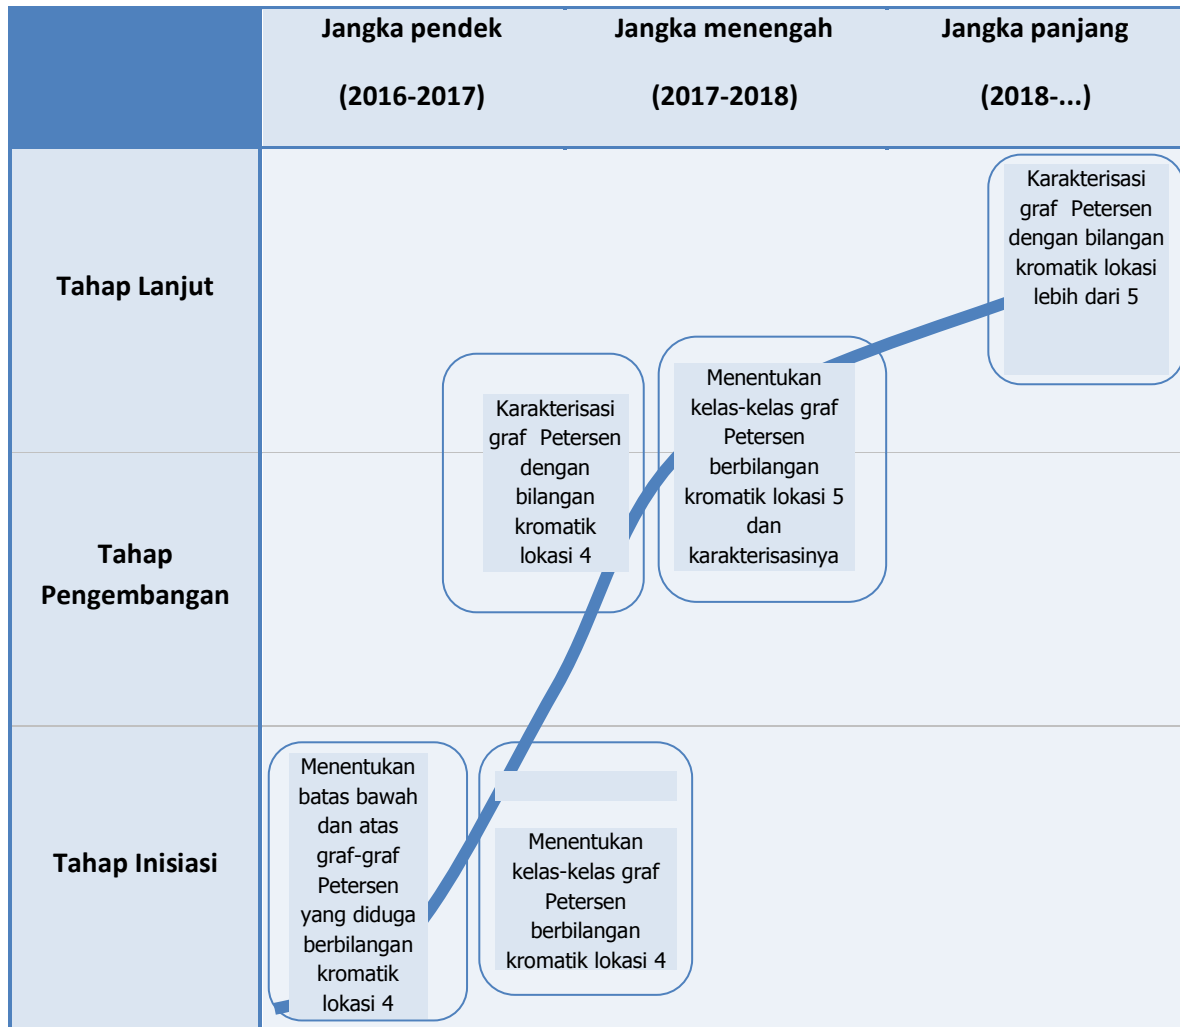 Jangka pendek
(2016-2017)
Jangka menengah
(2017-2018)
Jangka panjang
(2018-...)
Tahap Lanjut
Karakterisasi
graf Petersen
dengan bilangan
kromatik lokasi
lebih dari 5
Karakterisasi
graf Petersen
dengan
bilangan
kromatik
lokasi 4
Menentukan
kelas-kelas graf
Petersen
berbilangan
kromatik lokasi 5
dan
karakterisasinya
Tahap
Pengembangan
Tahap Inisiasi
Menentukan
batas bawah
dan atas
graf-graf
Petersen
yang diduga
berbilangan
kromatik
lokasi 4
Menentukan
kelas-kelas graf
Petersen
berbilangan
kromatik lokasi 4